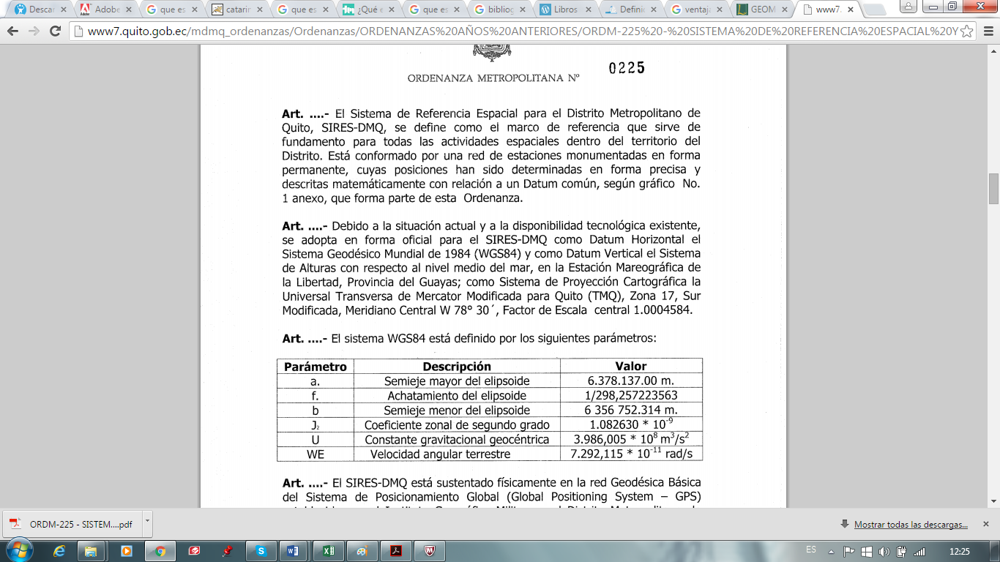 Descar
Adobe
que es
catarin
que es
¿Qué e
que es
bibliog
Libros
Definic
ventaja
GEOM
www7.
www7.quito.gob.ec/mdmq_ordenanzas/Ordenanzas/ORDENANZAS%20AÑOS%20ANTERIORES/ORDM-225%20-%20SISTEMA%20DE%20REFERENCIA%20ESPACIAL%20Y
ORDENANZA METROPOLITANA Nº
0225
Art. ....- El Sistema de Referencia Espacial para el Distrito Metropolitano de
Quito, SIRES-DMQ, se define como el marco de referencia que sirve de
fundamento para todas las actividades espaciales dentro del territorio del
Distrito. Está conformado por una red de estaciones monumentadas en forma
permanente, cuyas posiciones han sido determinadas en forma precisa y
descritas matemáticamente con relación a un Datum común, según gráfico No.
1 anexo, que forma parte de esta Ordenanza.
Art. ....- Debido a la situación actual y a la disponibilidad tecnológica existente,
se adopta en forma oficial para el SIRES-DMQ como Datum Horizontal el
Sistema Geodésico Mundial de 1984 (WGS84) y como Datum Vertical el Sistema
de Alturas con respecto al nivel medio del mar, en la Estación Mareográfica de
la Libertad, Provincia del Guayas; como Sistema de Proyección Cartográfica la
Universal Transversa de Mercator Modificada para Quito (TMQ), Zona 17, Sur
Modificada, Meridiano Central W 78° 30´, Factor de Escala central 1.0004584.
Art. ....- El sistema WGS84 está definido por los siguientes parámetros:
Parámetro Descripción Valor
a. Semieje mayor del elipsoide 6.378.137.00 m.
f. Achatamiento del elipsoide 1/298,257223563
b Semieje menor del elipsoide 6 356 752.314 m.
J₂ Coeficiente zonal de segundo grado 1.082630 * 10⁻⁹
U Constante gravitacional geocéntrica 3.986,005 * 10⁸ m³/s²
WE Velocidad angular terrestre 7.292,115 * 10⁻¹¹ rad/s
Art. ....- El SIRES-DMQ está sustentado físicamente en la red Geodésica Básica
del Sistema de Posicionamiento Global (Global Positioning System – GPS)
ORDM-225 - SISTEM....pdf
Mostrar todas las descargas...
ES
12:25